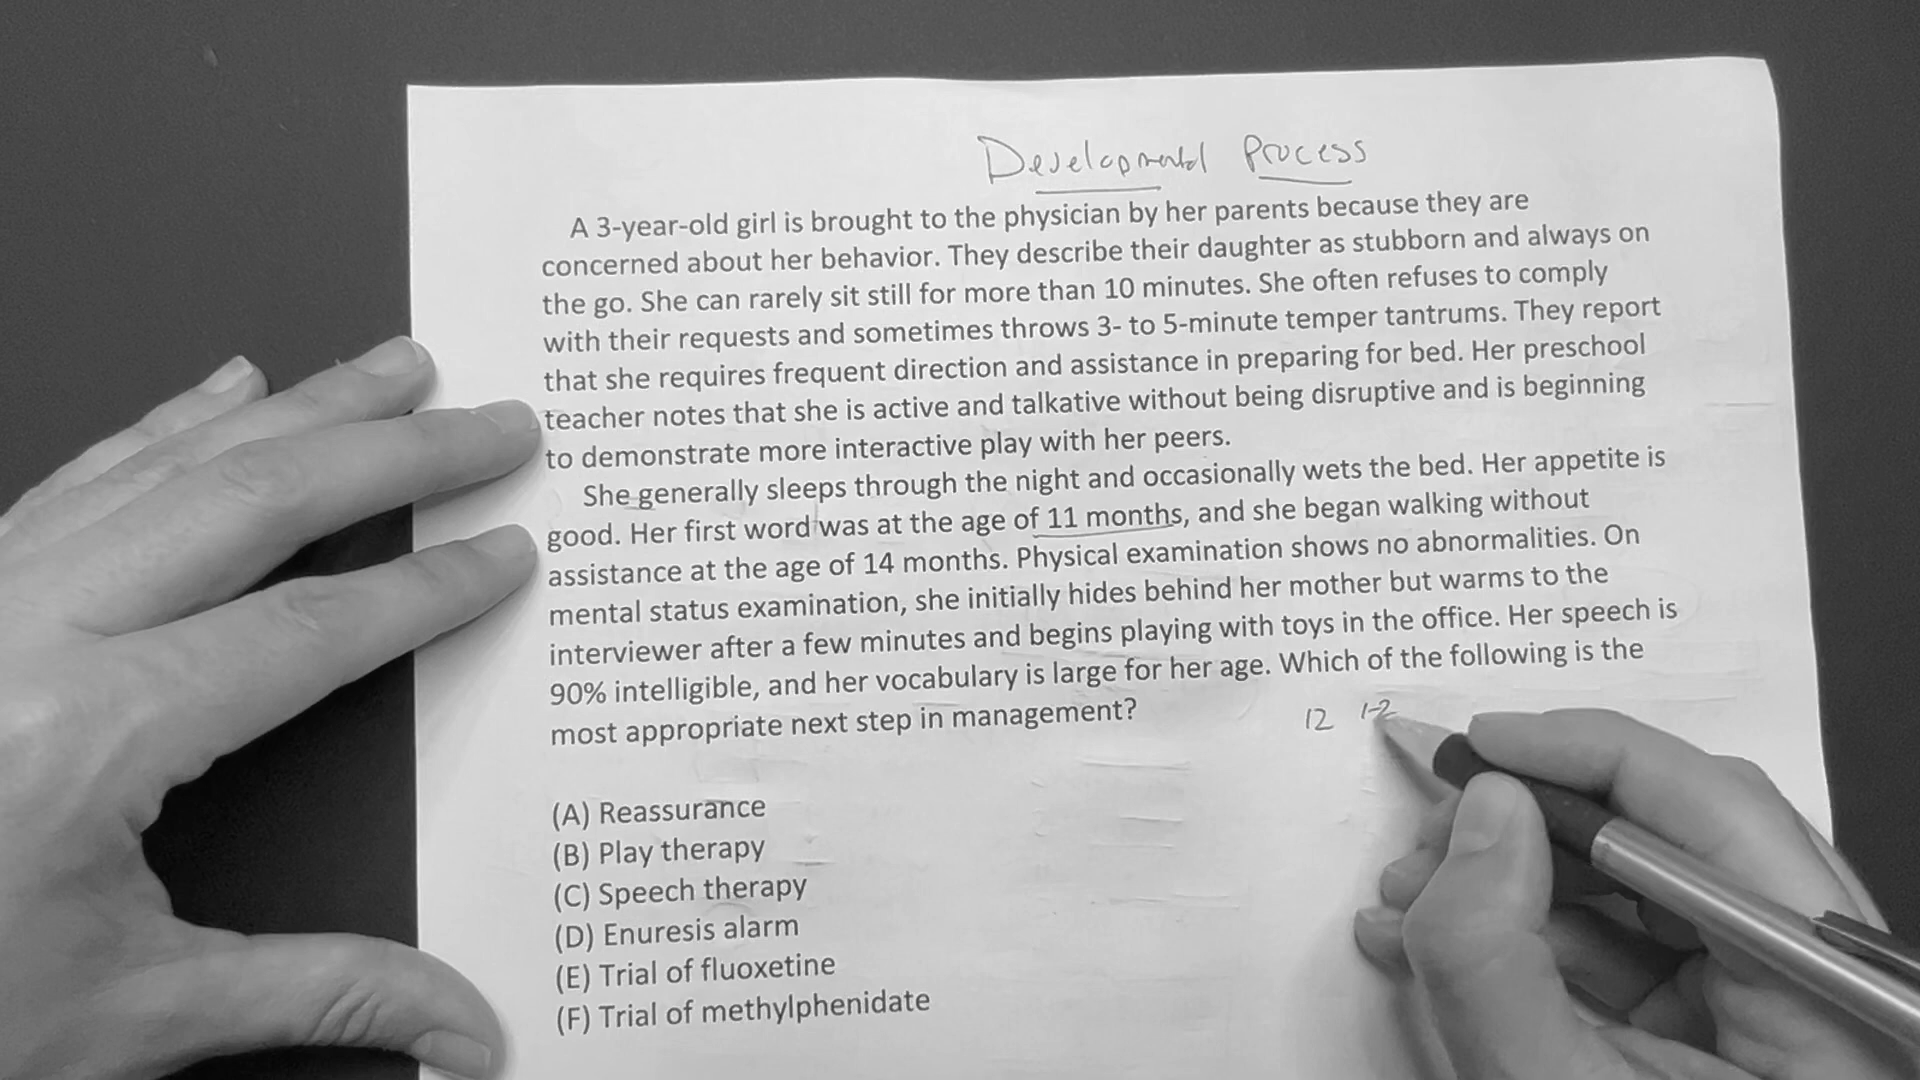 Developmental Process
A 3-year-old girl is brought to the physician by her parents because they are
concerned about her behavior. They describe their daughter as stubborn and always on
the go. She can rarely sit still for more than 10 minutes. She often refuses to comply
with their requests and sometimes throws 3- to 5-minute temper tantrums. They report
that she requires frequent direction and assistance in preparing for bed. Her preschool
teacher notes that she is active and talkative without being disruptive and is beginning
to demonstrate more interactive play with her peers.
She generally sleeps through the night and occasionally wets the bed. Her appetite is
good. Her first word was at the age of 11 months, and she began walking without
assistance at the age of 14 months. Physical examination shows no abnormalities. On
mental status examination, she initially hides behind her mother but warms to the
interviewer after a few minutes and begins playing with toys in the office. Her speech is
90% intelligible, and her vocabulary is large for her age. Which of the following is the
most appropriate next step in management?
12 1-2
(A) Reassurance
(B) Play therapy
(C) Speech therapy
(D) Enuresis alarm
(E) Trial of fluoxetine
(F) Trial of methylphenidate